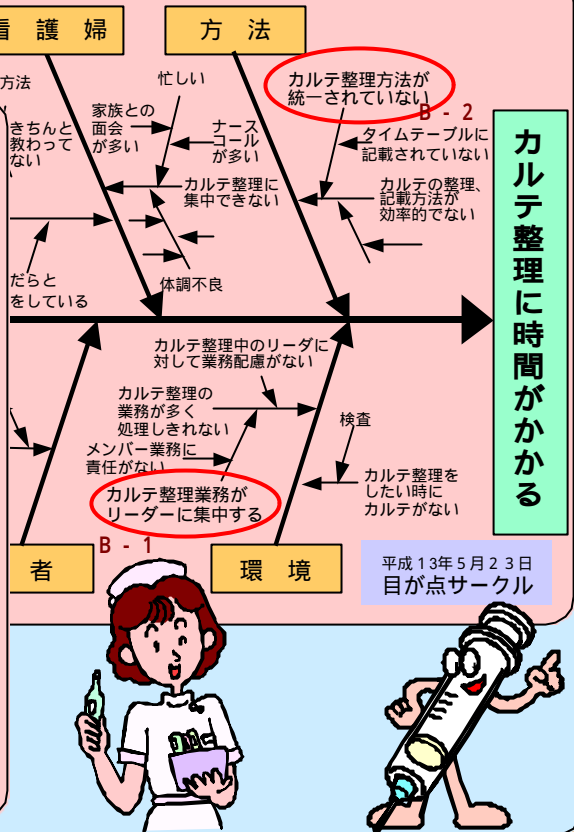 看護婦
方法
方法
きちんと
教わって
ない
家族との
面会
が多い
忙しい
ナース
コール
が多い
カルテ整理に
集中できない
体調不良
だらと
をしている
カルテ整理方法が
統一されていない
B - 2
タイムテーブルに
記載されていない
カルテの整理、
記載方法が
効率的でない
カルテ整理に時間がかかる
カルテ整理中のリーダに
対して業務配慮がない
カルテ整理の
業務が多く
処理しきれない
メンバー業務に
責任がない
カルテ整理業務が
リーダーに集中する
B - 1
検査
カルテ整理を
したい時に
カルテがない
者
環境
平成13年5月23日
目が点サークル